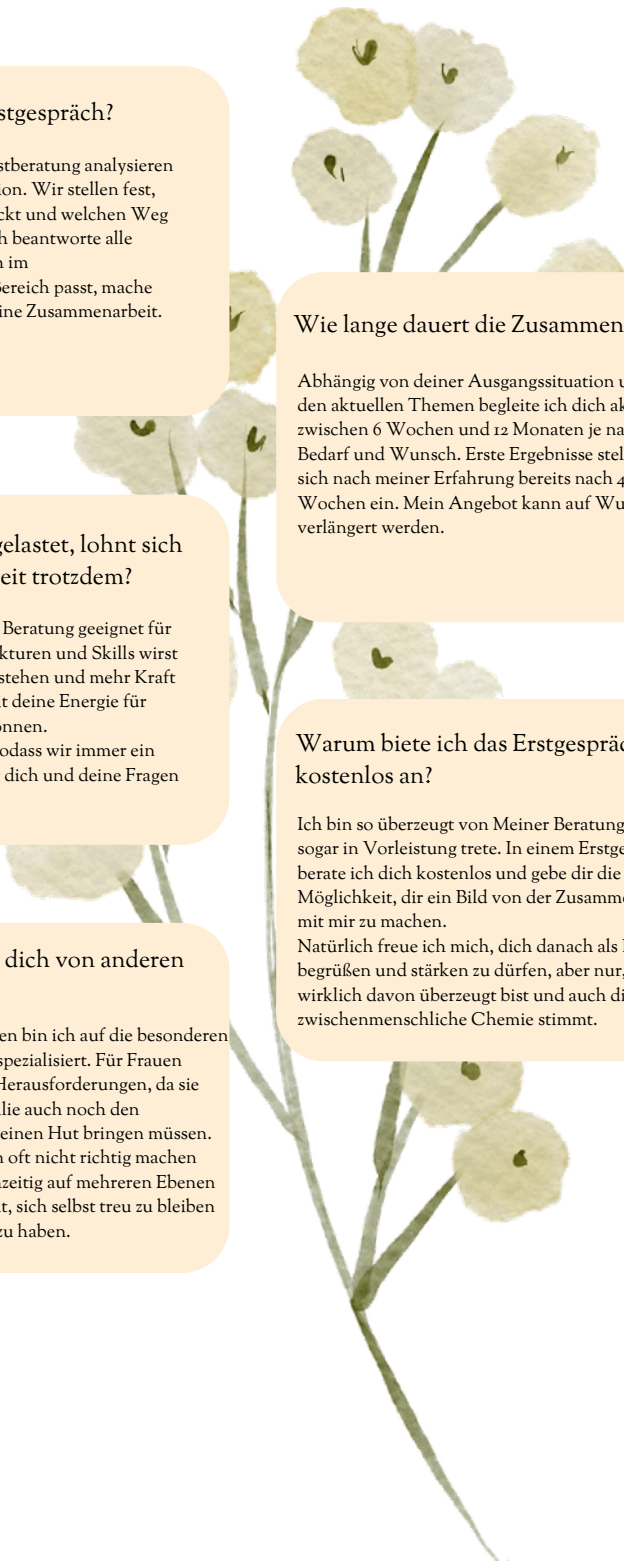 stgespräch?
stberatung analysieren
ion. Wir stellen fest,
ckt und welchen Weg
h beantworte alle
n im
Bereich passt, mache
ine Zusammenarbeit.
Wie lange dauert die Zusammen
Abhängig von deiner Ausgangssituation u
den aktuellen Themen begleite ich dich ak
zwischen 6 Wochen und 12 Monaten je na
Bedarf und Wunsch. Erste Ergebnisse stel
sich nach meiner Erfahrung bereits nach 4
Wochen ein. Mein Angebot kann auf Wu
verlängert werden.
gelastet, lohnt sich
eit trotzdem?
Beratung geeignet für
kturen und Skills wirst
stehen und mehr Kraft
t deine Energie für
önnen.
odass wir immer ein
dich und deine Fragen
Warum biete ich das Erstgespräc
kostenlos an?
Ich bin so überzeugt von Meiner Beratung
sogar in Vorleistung trete. In einem Erstge
berate ich dich kostenlos und gebe dir die
Möglichkeit, dir ein Bild von der Zusamme
mit mir zu machen.
Natürlich freue ich mich, dich danach als
begrüßen und stärken zu dürfen, aber nur,
wirklich davon überzeugt bist und auch di
zwischenmenschliche Chemie stimmt.
dich von anderen
en bin ich auf die besonderen
spezialisiert. Für Frauen
Herausforderungen, da sie
ilie auch noch den
einen Hut bringen müssen.
n oft nicht richtig machen
hzeitig auf mehreren Ebenen
t, sich selbst treu zu bleiben
zu haben.